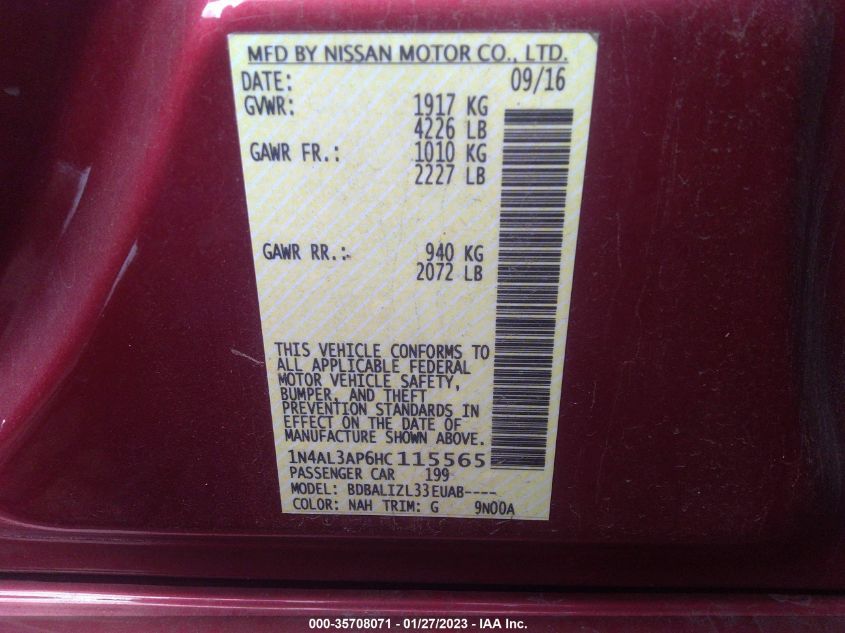 MFD BY NISSAN MOTOR CO., LTD.
DATE: 09/16
GVWR: 1917 KG
4226 LB
GAWR FR.: 1010 KG
2227 LB
GAWR RR.: 940 KG
2072 LB
THIS VEHICLE CONFORMS TO
ALL APPLICABLE FEDERAL
MOTOR VEHICLE SAFETY,
BUMPER, AND THEFT
PREVENTION STANDARDS IN
EFFECT ON THE DATE OF
MANUFACTURE SHOWN ABOVE.
1N4AL3AP6HC115565
PASSENGER CAR 199
MODEL: BDBALIZL33EUAB----
COLOR: NAH TRIM: G 9N00A
000-35708071 - 01/27/2023 - IAA Inc.